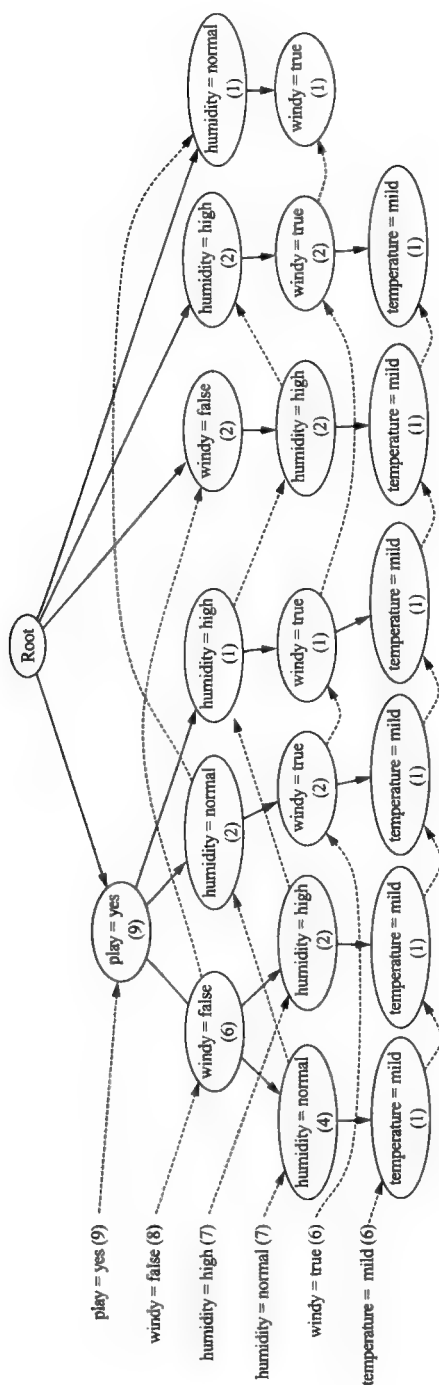 Root
play = yes (9)
play = yes
(9)
windy = false (8)
windy = false
(6)
humidity = normal
(2)
humidity = high
(1)
windy = false
(2)
humidity = high
(2)
humidity = normal
(1)
humidity = high (7)
humidity = normal (7)
humidity = normal
(4)
humidity = high
(2)
windy = true
(2)
windy = true
(1)
humidity = high
(2)
windy = true
(2)
windy = true
(1)
windy = true (6)
temperature = mild (6)
temperature = mild
(1)
temperature = mild
(1)
temperature = mild
(1)
temperature = mild
(1)
temperature = mild
(1)
temperature = mild
(1)